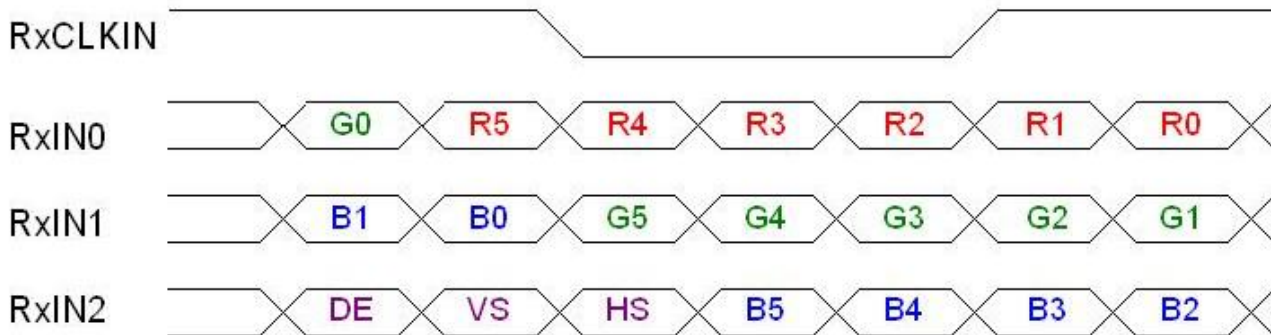 RxCLKIN
RxIN0 G0 R5 R4 R3 R2 R1 R0
RxIN1 B1 B0 G5 G4 G3 G2 G1
RxIN2 DE VS HS B5 B4 B3 B2